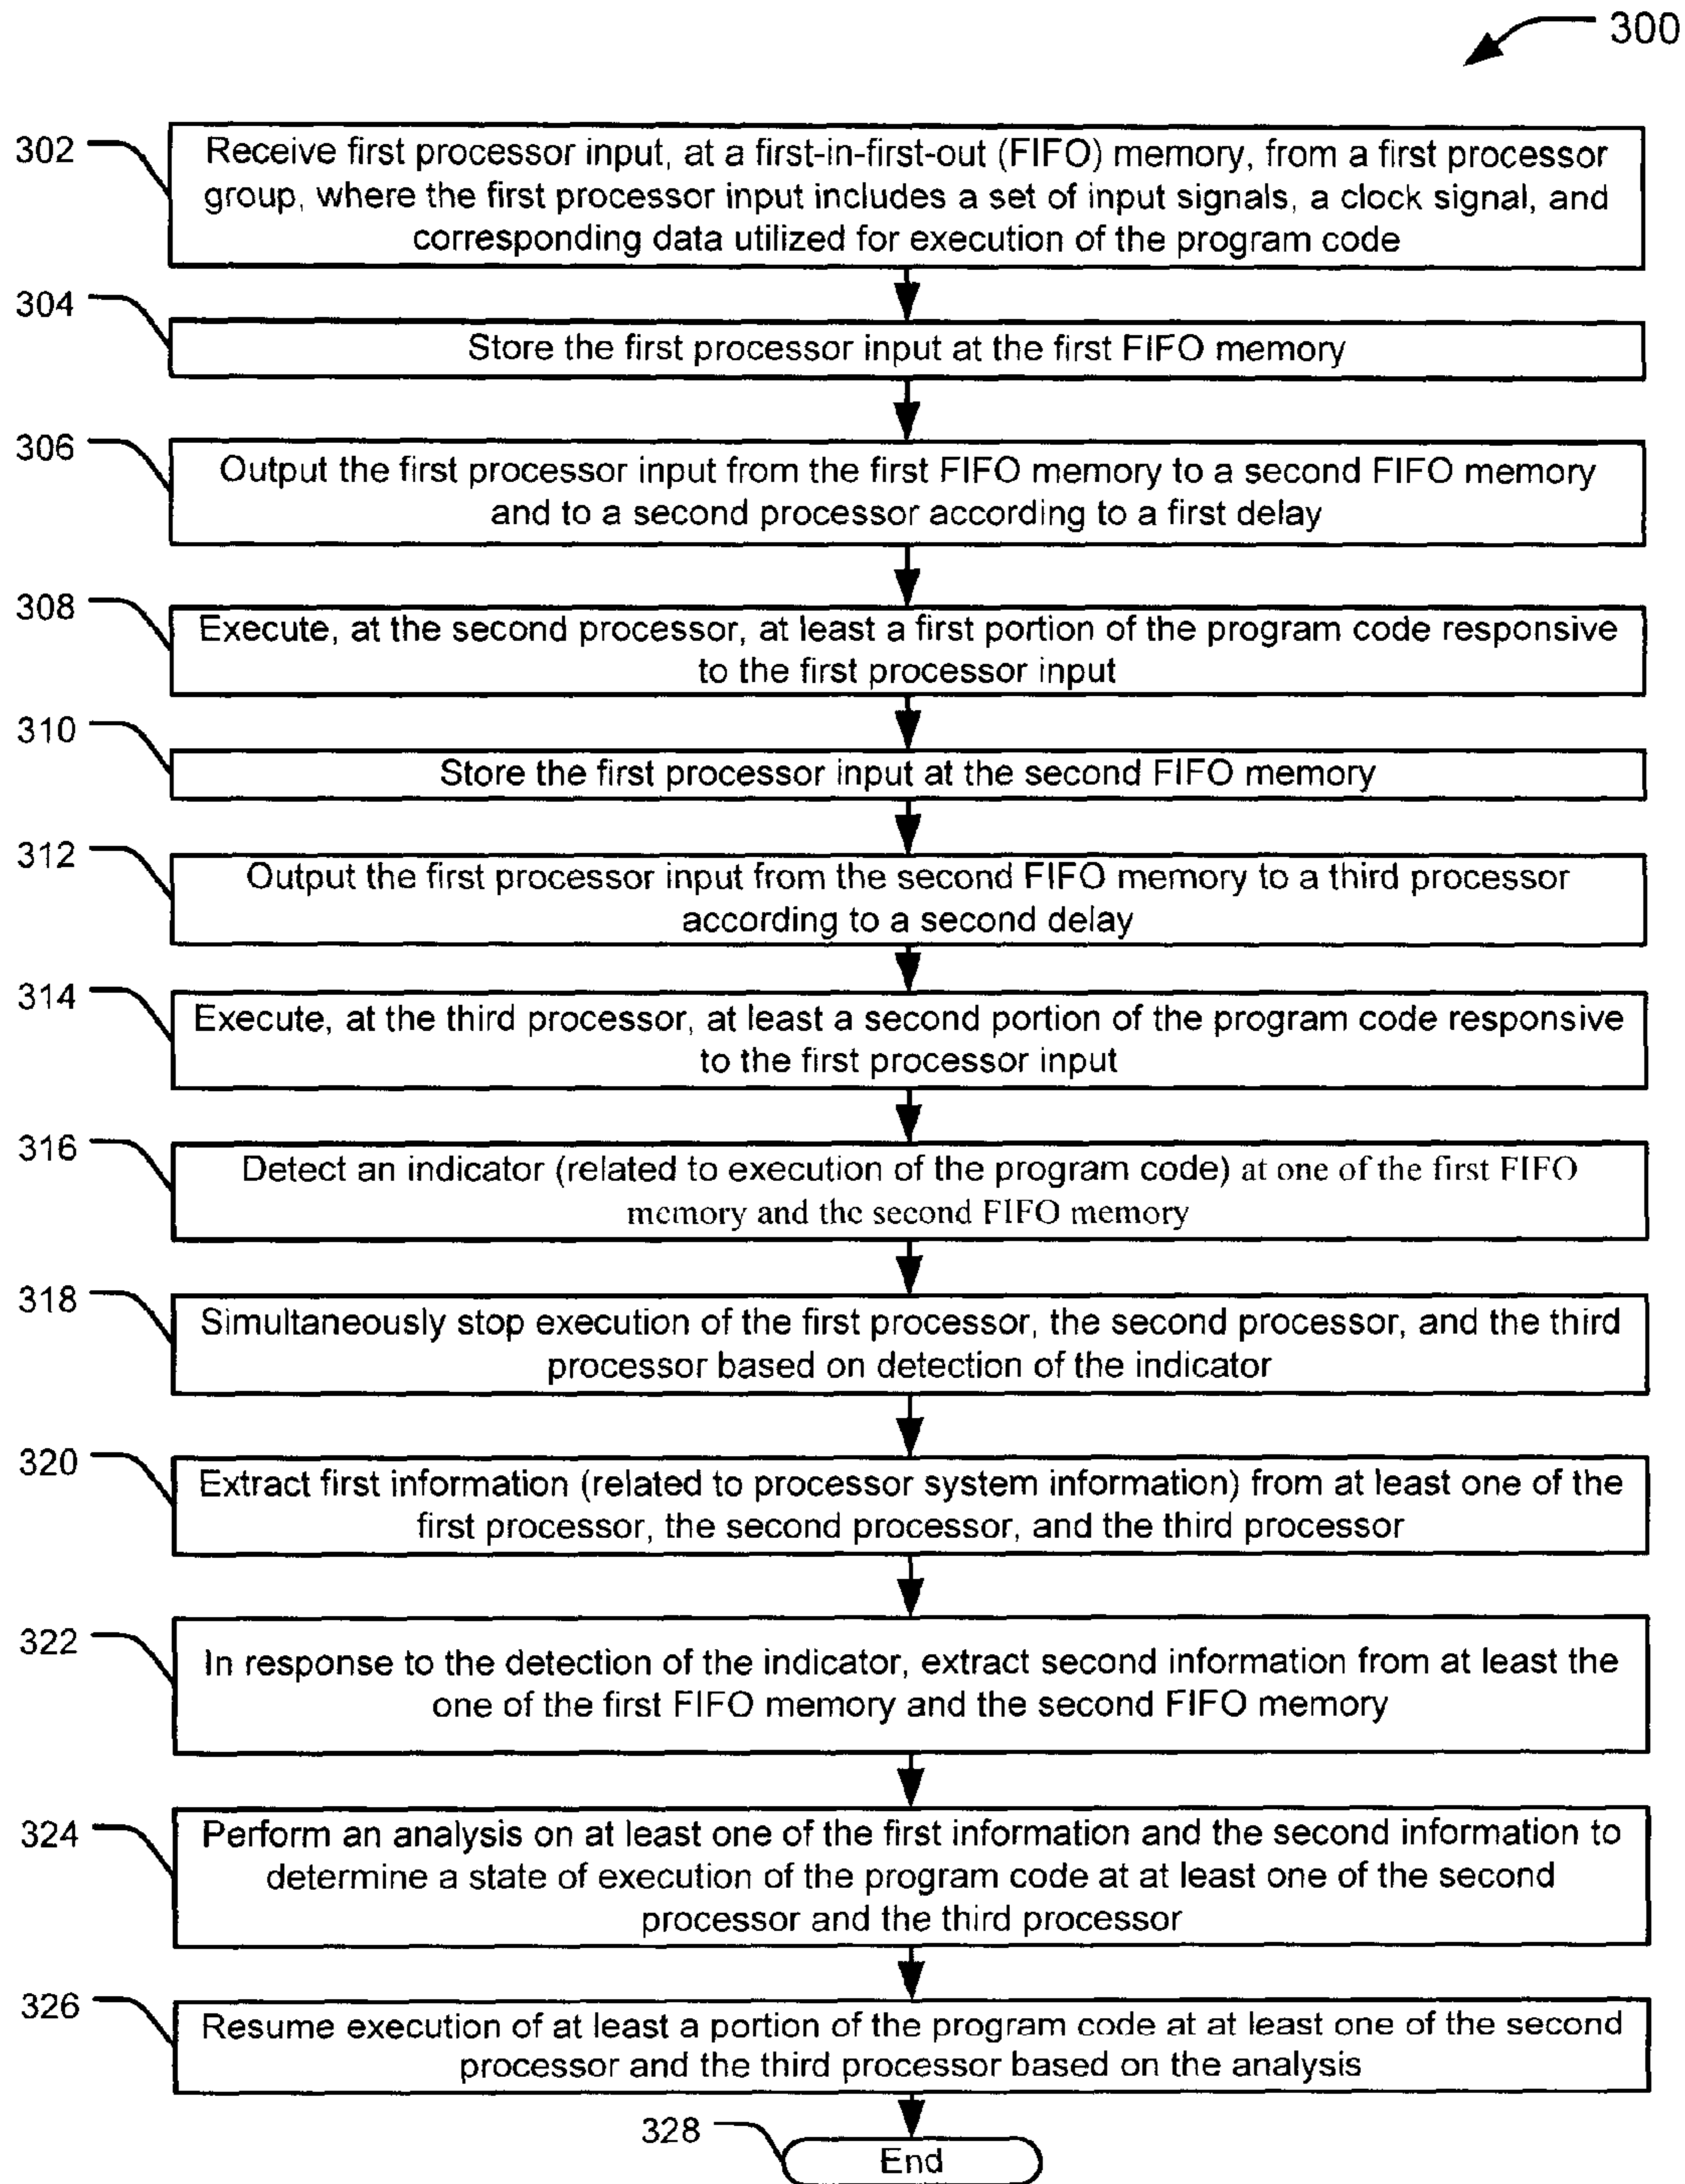 300
302
Receive first processor input, at a first-in-first-out (FIFO) memory, from a first processor
group, where the first processor input includes a set of input signals, a clock signal, and
corresponding data utilized for execution of the program code
304
Store the first processor input at the first FIFO memory
306
Output the first processor input from the first FIFO memory to a second FIFO memory
and to a second processor according to a first delay
308
Execute, at the second processor, at least a first portion of the program code responsive
to the first processor input
310
Store the first processor input at the second FIFO memory
312
Output the first processor input from the second FIFO memory to a third processor
according to a second delay
314
Execute, at the third processor, at least a second portion of the program code responsive
to the first processor input
316
Detect an indicator (related to execution of the program code) at one of the first FIFO
memory and the second FIFO memory
318
Simultaneously stop execution of the first processor, the second processor, and the third
processor based on detection of the indicator
320
Extract first information (related to processor system information) from at least one of the
first processor, the second processor, and the third processor
322
In response to the detection of the indicator, extract second information from at least the
one of the first FIFO memory and the second FIFO memory
324
Perform an analysis on at least one of the first information and the second information to
determine a state of execution of the program code at at least one of the second
processor and the third processor
326
Resume execution of at least a portion of the program code at at least one of the second
processor and the third processor based on the analysis
328
End